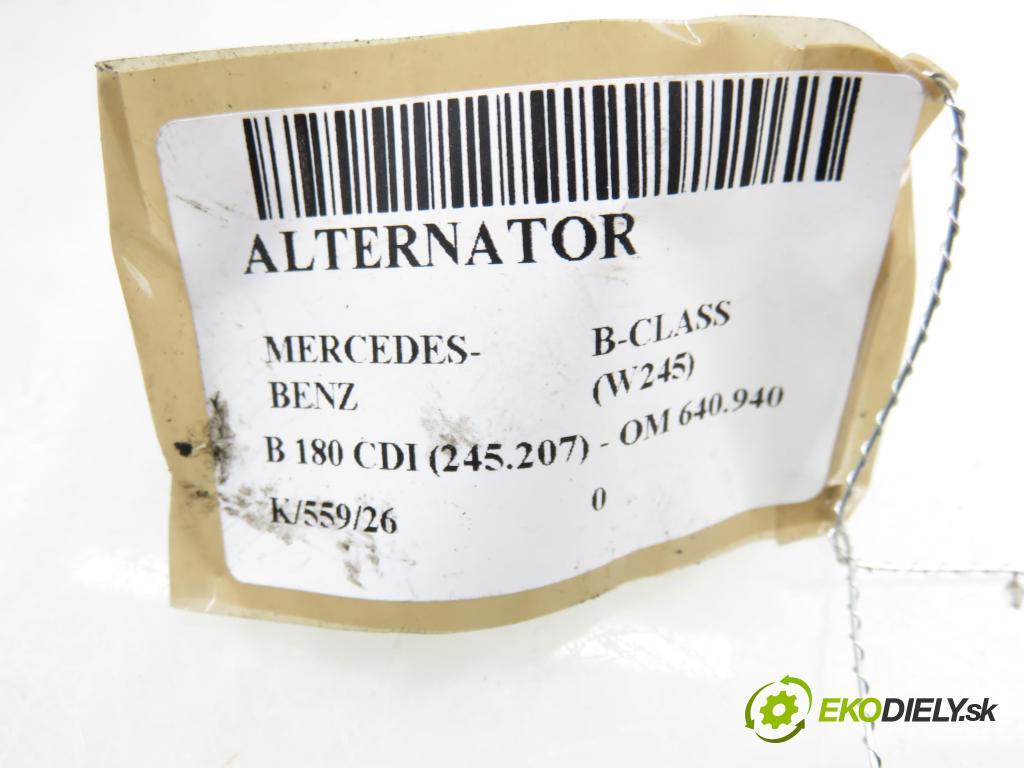 ALTERNATOR
MERCEDES-
BENZ
B-CLASS
(W245)
B 180 CDI (245.207) - OM 640.940
K/559/26
0
EKODIELY.sk